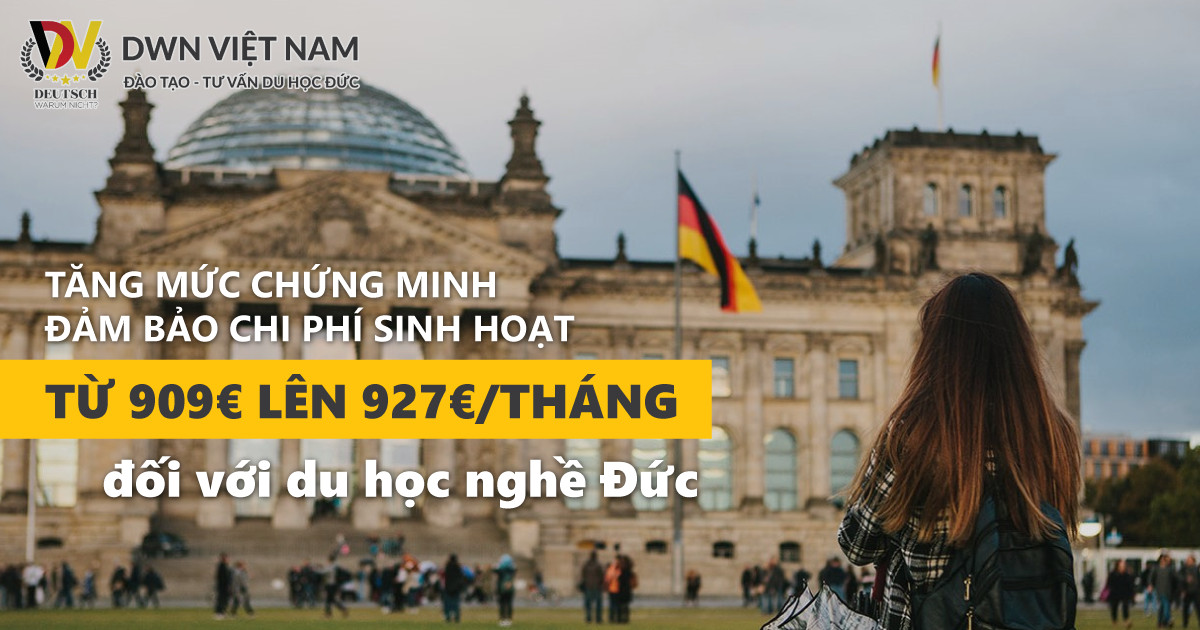 DV
DEUTSCH
WARUM NICHT?
DWN VIỆT NAM
ĐÀO TẠO - TƯ VẤN DU HỌC ĐỨC
TĂNG MỨC CHỨNG MINH
ĐẢM BẢO CHI PHÍ SINH HOẠT
TỪ 909€ LÊN 927€/THÁNG
đối với du học nghề Đức